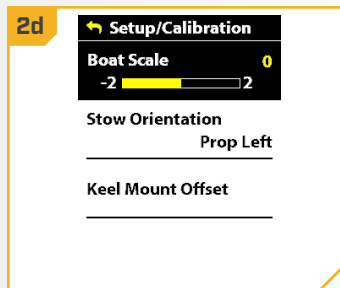 2d
Setup/Calibration
Boat Scale 0
-2 2
Stow Orientation
Prop Left
Keel Mount Offset